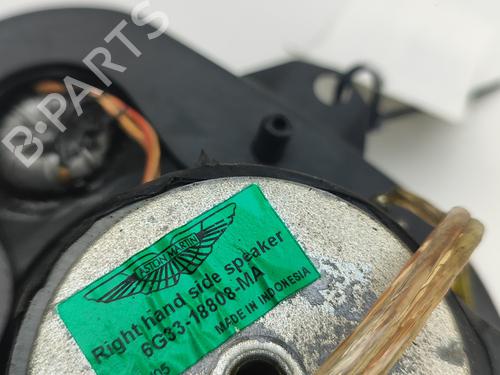 B-PARTS
ASTON MARTIN
Right hand side speaker
6G33-18808-MA
MADE IN INDONESIA